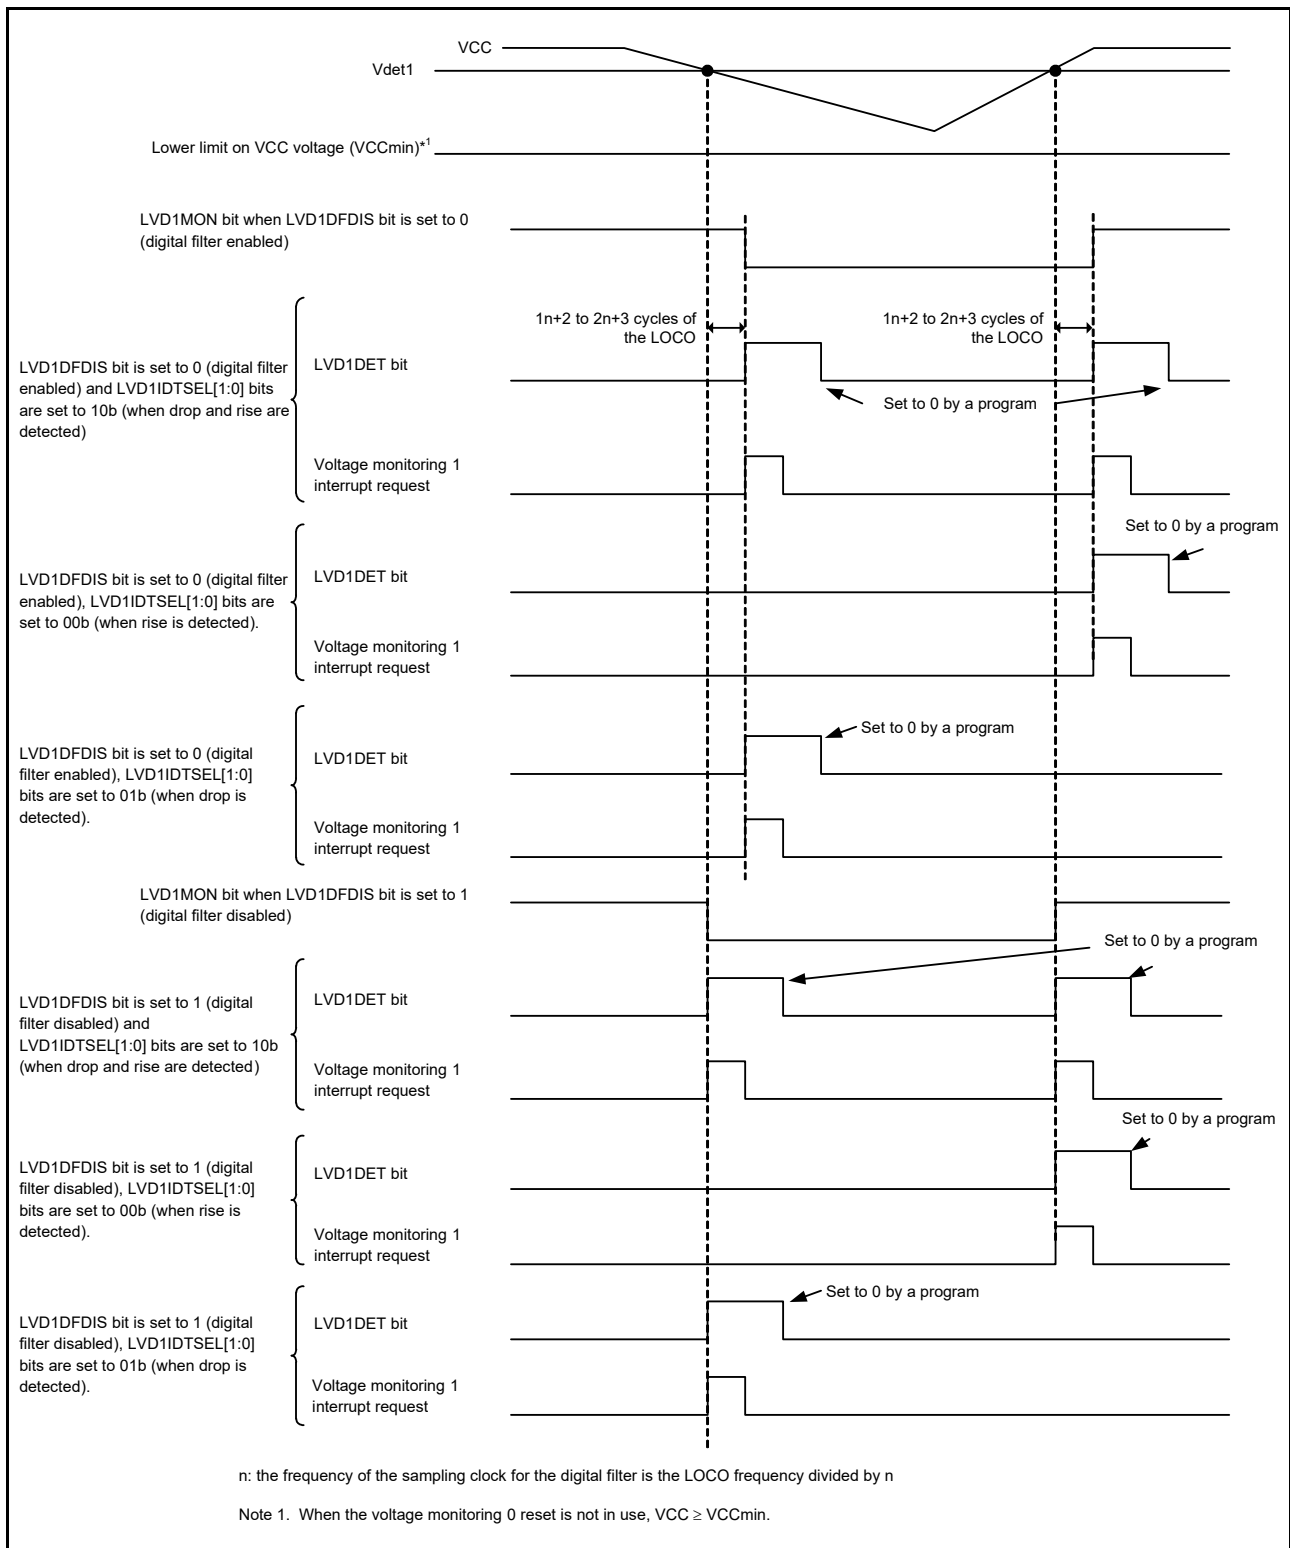 VCC
Vdet1
Lower limit on VCC voltage (VCCmin)*1
LVD1MON bit when LVD1DFDIS bit is set to 0
(digital filter enabled)
1n+2 to 2n+3 cycles of
the LOCO
1n+2 to 2n+3 cycles of
the LOCO
LVD1DFDIS bit is set to 0 (digital filter
enabled) and LVD1IDTSEL[1:0] bits
are set to 10b (when drop and rise are
detected)
LVD1DET bit
Set to 0 by a program
Voltage monitoring 1
interrupt request
Set to 0 by a program
LVD1DFDIS bit is set to 0 (digital filter
enabled), LVD1IDTSEL[1:0] bits are
set to 00b (when rise is detected).
LVD1DET bit
Voltage monitoring 1
interrupt request
LVD1DFDIS bit is set to 0 (digital
filter enabled), LVD1IDTSEL[1:0]
bits are set to 01b (when drop is
detected).
Set to 0 by a program
LVD1DET bit
Voltage monitoring 1
interrupt request
LVD1MON bit when LVD1DFDIS bit is set to 1
(digital filter disabled)
Set to 0 by a program
LVD1DFDIS bit is set to 1 (digital
filter disabled) and
LVD1IDTSEL[1:0] bits are set to 10b
(when drop and rise are detected)
LVD1DET bit
Voltage monitoring 1
interrupt request
Set to 0 by a program
LVD1DFDIS bit is set to 1 (digital
filter disabled), LVD1IDTSEL[1:0]
bits are set to 00b (when rise is
detected).
LVD1DET bit
Voltage monitoring 1
interrupt request
Set to 0 by a program
LVD1DFDIS bit is set to 1 (digital
filter disabled), LVD1IDTSEL[1:0]
bits are set to 01b (when drop is
detected).
LVD1DET bit
Voltage monitoring 1
interrupt request
n: the frequency of the sampling clock for the digital filter is the LOCO frequency divided by n
Note 1. When the voltage monitoring 0 reset is not in use, VCC ≥ VCCmin.